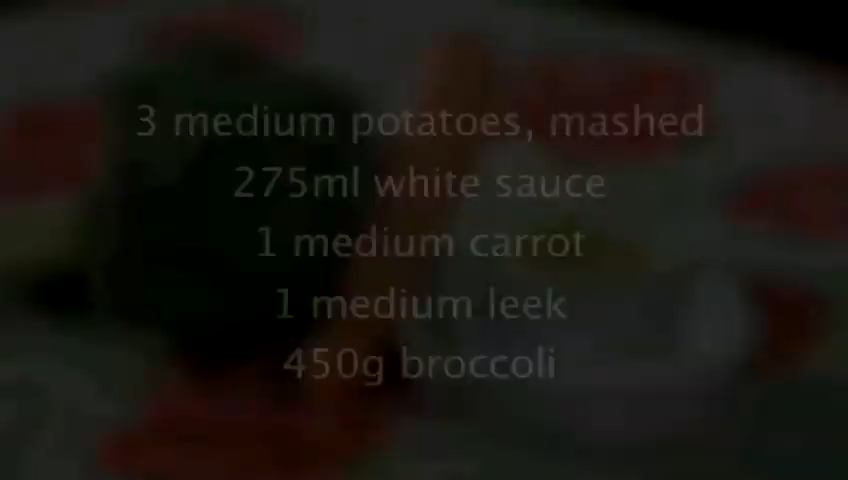 3 medium potatoes, mashed
275ml white sauce
1 medium carrot
1 medium leek
450g broccoli